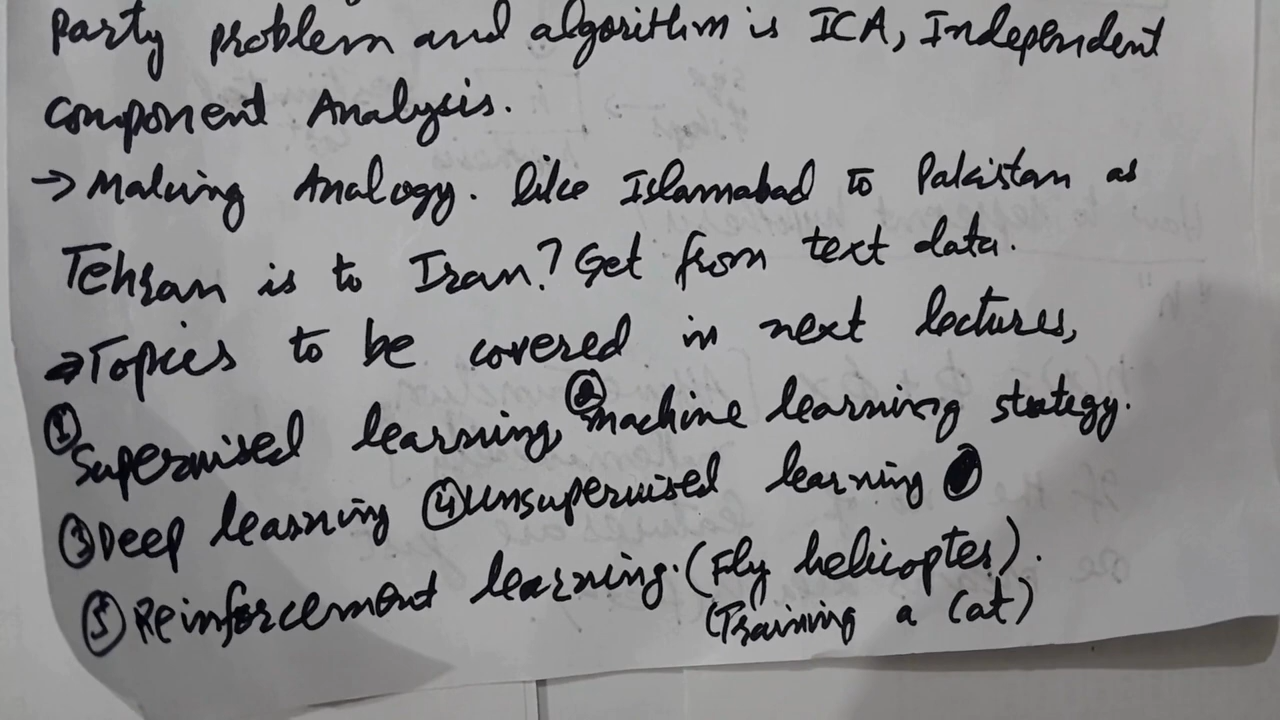 Party problem and algorithm is ICA, Independent
component Analysis.
→ Making Analogy. like Islamabad to Pakistan as
Tehran is to Iran? Get from text data.
→ Topics to be covered in next lectures,
① Supervised learning, ② machine learning strategy.
③ Deep learning ④ unsupervised learning
⑤ Reinforcement learning. (Fly helicopter).
(Training a Cat)